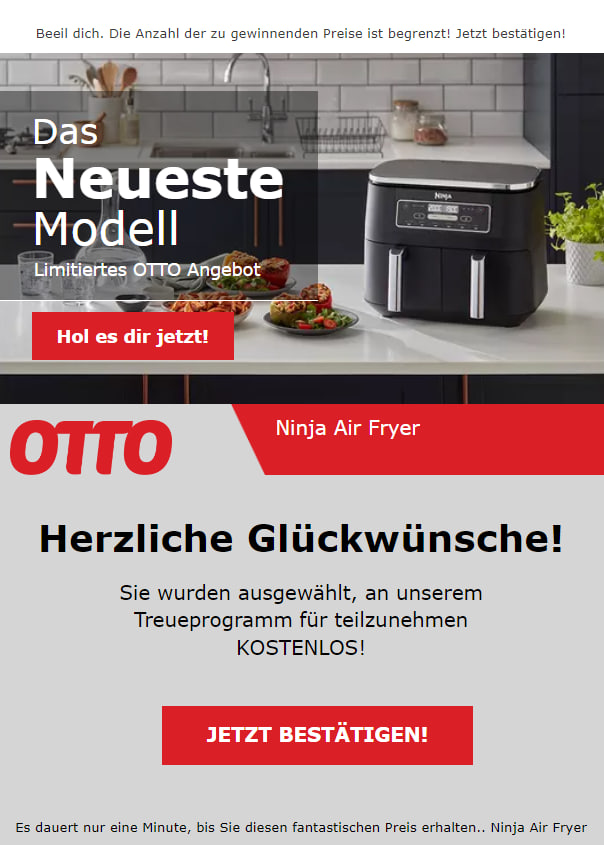 Beeil dich. Die Anzahl der zu gewinnenden Preise ist begrenzt! Jetzt bestätigen!
Das
Neueste
Modell
Limitiertes OTTO Angebot
Hol es dir jetzt!
NINJA
OTTO
Ninja Air Fryer
Herzliche Glückwünsche!
Sie wurden ausgewählt, an unserem
Treueprogramm für teilzunehmen
KOSTENLOS!
JETZT BESTÄTIGEN!
Es dauert nur eine Minute, bis Sie diesen fantastischen Preis erhalten.. Ninja Air Fryer